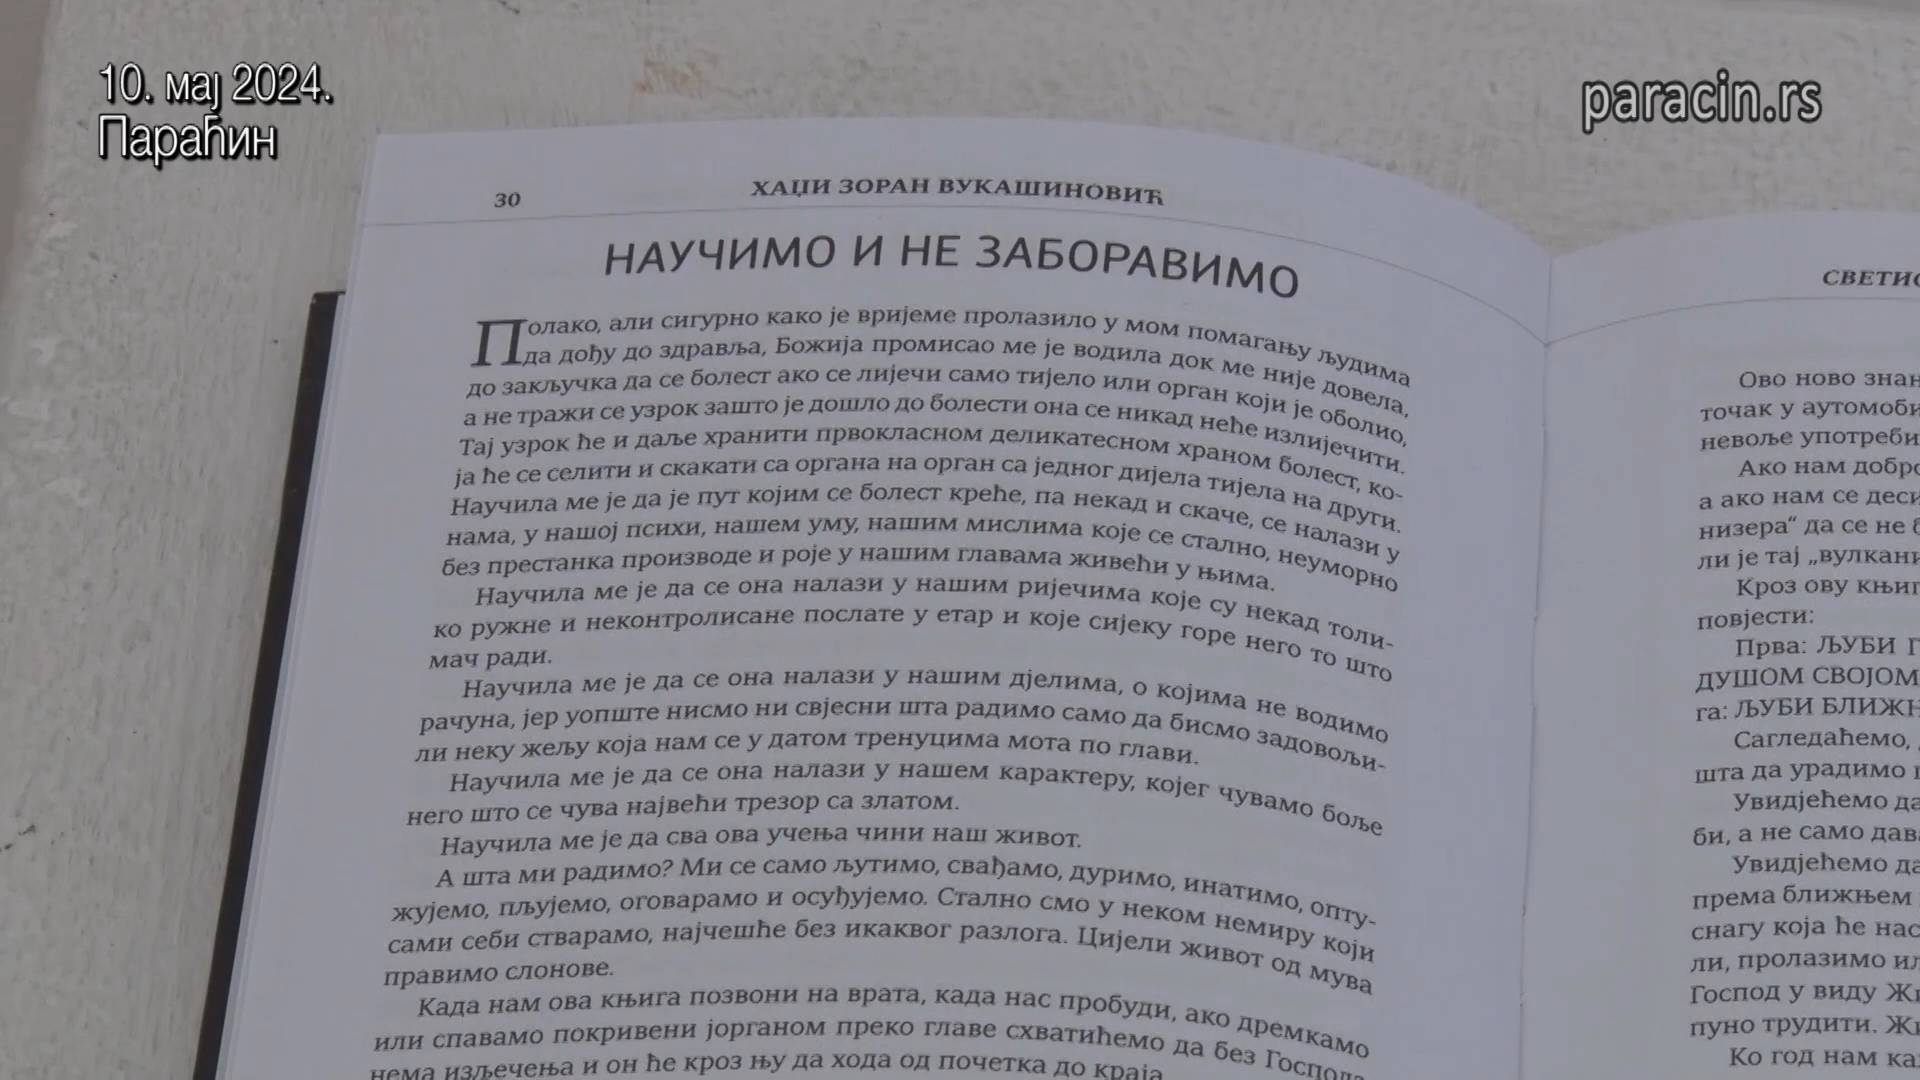 10. мај 2024.
Параћин
paracin.rs
30
ХАЏИ ЗОРАН ВУКАШИНОВИЋ
НАУЧИМО И НЕ ЗАБОРАВИМО
Полако, али сигурно како је вријеме пролазило у мом помагању људима
да дођу до здравља, Божија промисао ме је водила док ме није довела,
до закључка да се болест ако се лијечи само тијело или орган који је оболио,
а не тражи се узрок зашто је дошло до болести она се никад неће излијечити.
Тај узрок ће и даље хранити првокласном деликатесном храном болест, ко-
ја ће се селити и скакати са органа на орган са једног дијела тијела на други.
Научила ме је да је пут којим се болест креће, па некад и скаче, се налази у
нама, у нашој психи, нашем уму, нашим мислима које се стално, неуморно
без престанка производе и роје у нашим главама живећи у њима.
Научила ме је да се она налази у нашим ријечима које су некад толи-
ко ружне и неконтролисане послате у етар и које сијеку горе него то што
мач ради.
Научила ме је да се она налази у нашим дјелима, о којима не водимо
рачуна, јер уопште нисмо ни свјесни шта радимо само да бисмо задовољи-
ли неку жељу која нам се у датом тренуцима мота по глави.
Научила ме је да се она налази у нашем карактеру, којег чувамо боље
него што се чува највећи трезор са златом.
Научила ме је да сва ова учења чини наш живот.
А шта ми радимо? Ми се само љутимо, свађамо, дуримо, инатимо, опту-
жујемо, пљујемо, оговарамо и осуђујемо. Стално смо у неком немиру који
сами себи стварамо, најчешће без икаквог разлога. Цијели живот од мува
правимо слонове.
Када нам ова књига позвони на врата, када нас пробуди, ако дремкамо
или спавамо покривени јорганом преко главе схватићемо да без Господа
нема изљечења и он ће кроз њу да хода од почетка до краја
СВЕТИС
Ово ново знан
точак у аутомоби
невоље употреби
Ако нам добро
а ако нам се деси
низера“ да се не б
ли је тај „вулкани
Кроз ову књиг
повјести:
Прва: ЉУБИ Г
ДУШОМ СВОЈОМ
га: ЉУБИ БЛИЖН
Сагледаћемо,
шта да урадимо
Увидјећемо да
би, а не само дава
Увидјећемо да
према ближњем
снагу која ће нас
ли, пролазимо ил
Господ у виду Жи
пуно трудити. Жи
Ко год нам ка